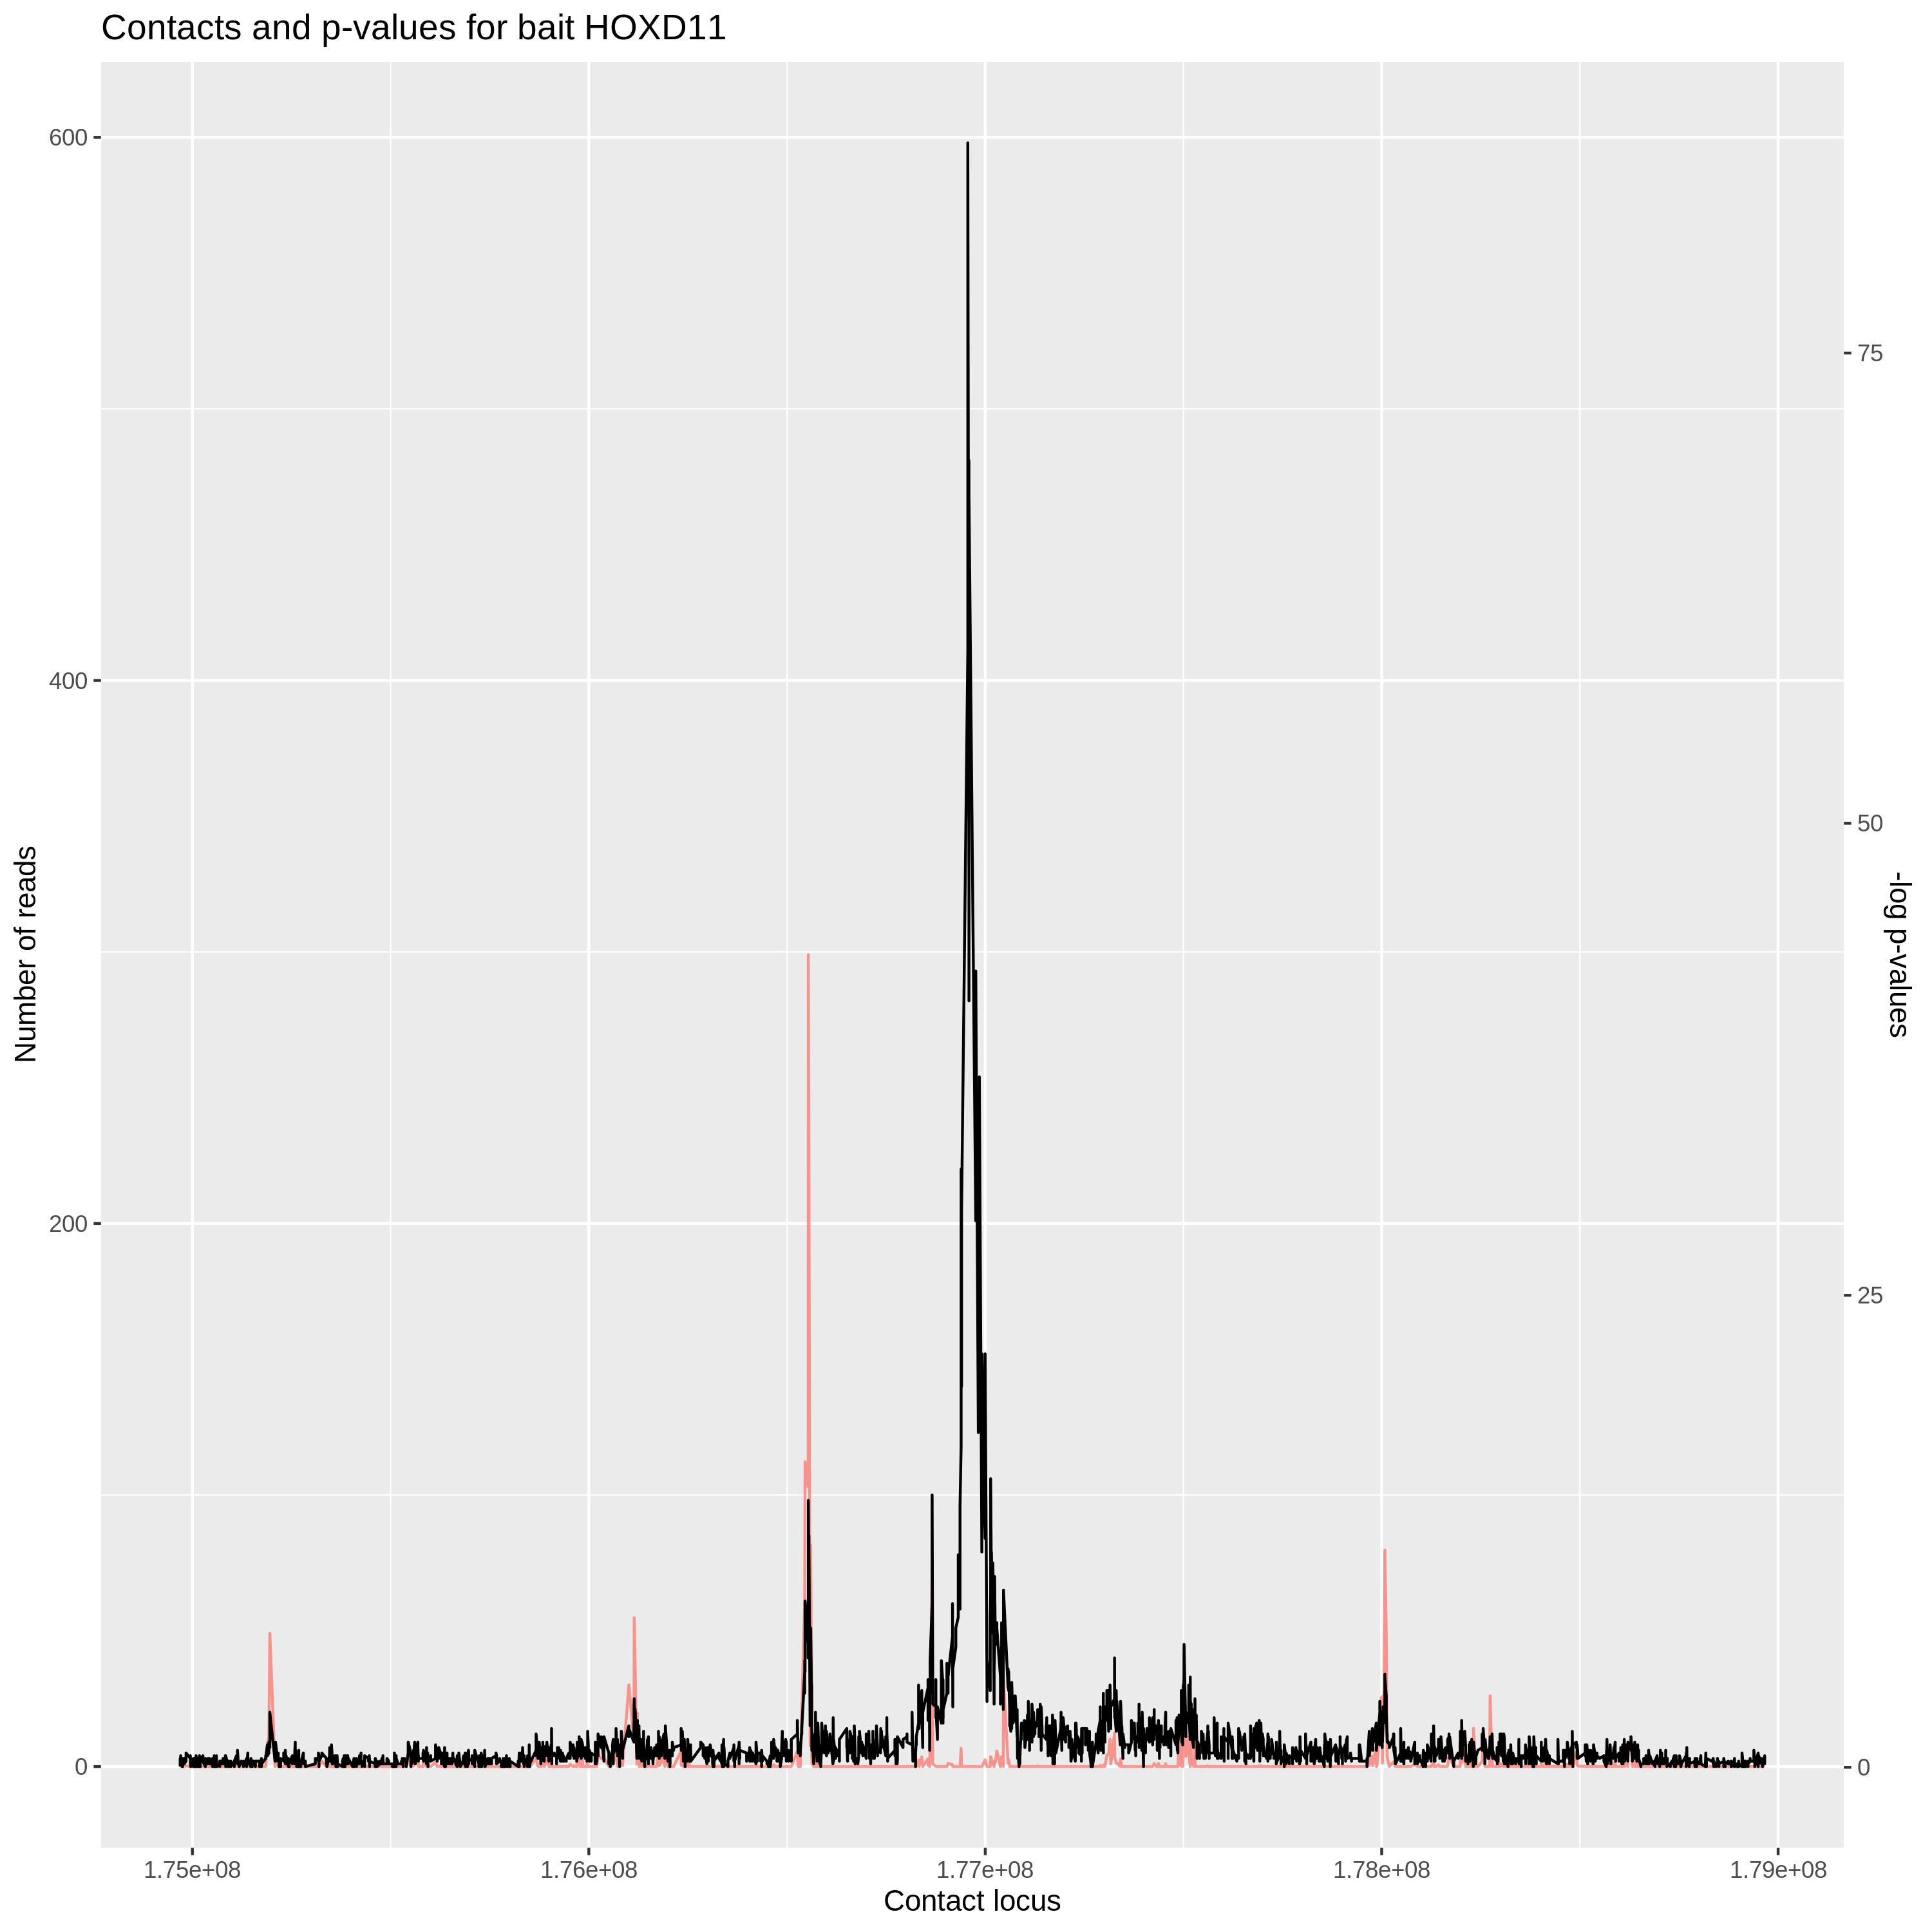 Contacts and p-values for bait HOXD11
600
400
200
0
Number of reads
75
50
25
0
-log p-values
1.75e+08
1.76e+08
1.77e+08
1.78e+08
1.79e+08
Contact locus